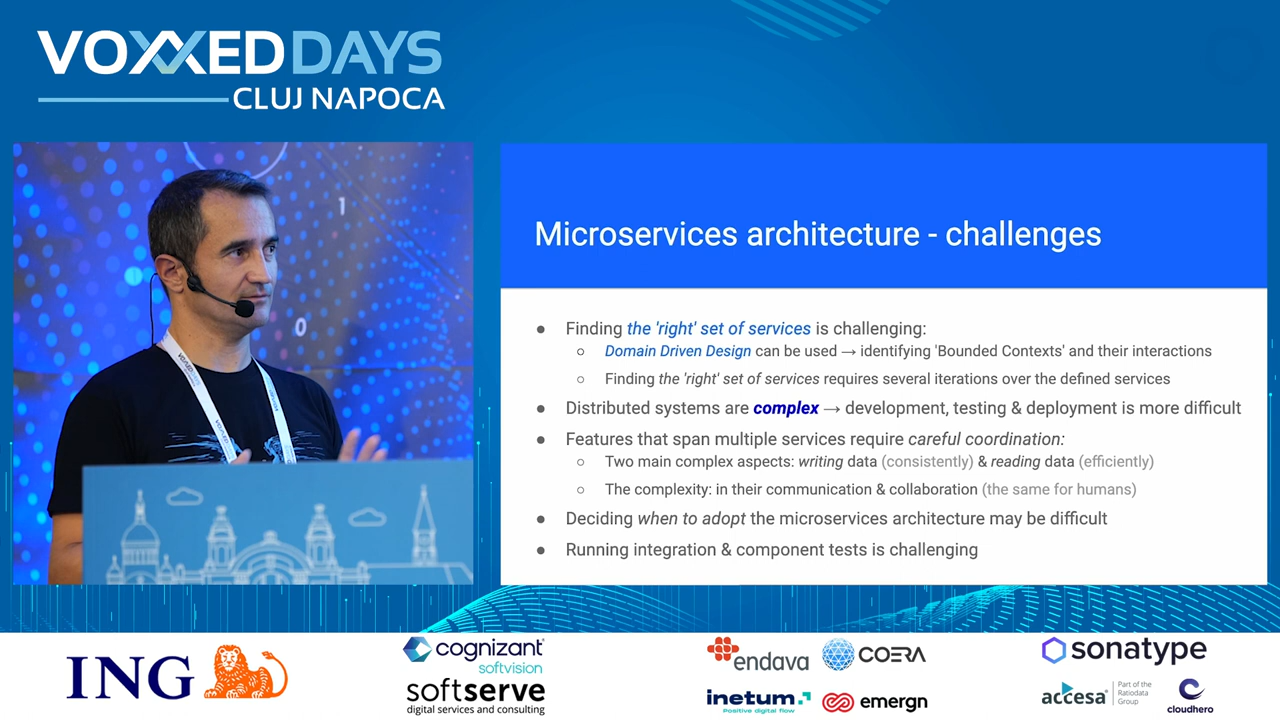 VOXXED DAYS
CLUJ NAPOCA
1
0
Microservices architecture - challenges
● Finding the 'right' set of services is challenging:
○ Domain Driven Design can be used → identifying 'Bounded Contexts' and their interactions
○ Finding the 'right' set of services requires several iterations over the defined services
● Distributed systems are complex → development, testing & deployment is more difficult
● Features that span multiple services require careful coordination:
○ Two main complex aspects: writing data (consistently) & reading data (efficiently)
○ The complexity: in their communication & collaboration (the same for humans)
● Deciding when to adopt the microservices architecture may be difficult
● Running integration & component tests is challenging
ING
cognizant
softvision
softserve
digital services and consulting
endava
COERA
inetum.
Positive digital flow
emergn
sonatype
accesa
Part of the
Ratiodata
Group
cloudhero